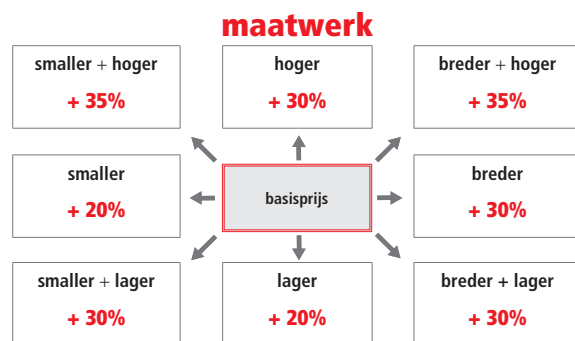 maatwerk
smaller + hoger
+ 35%
hoger
+ 30%
breder + hoger
+ 35%
smaller
+ 20%
basisprijs
breder
+ 30%
smaller + lager
+ 30%
lager
+ 20%
breder + lager
+ 30%